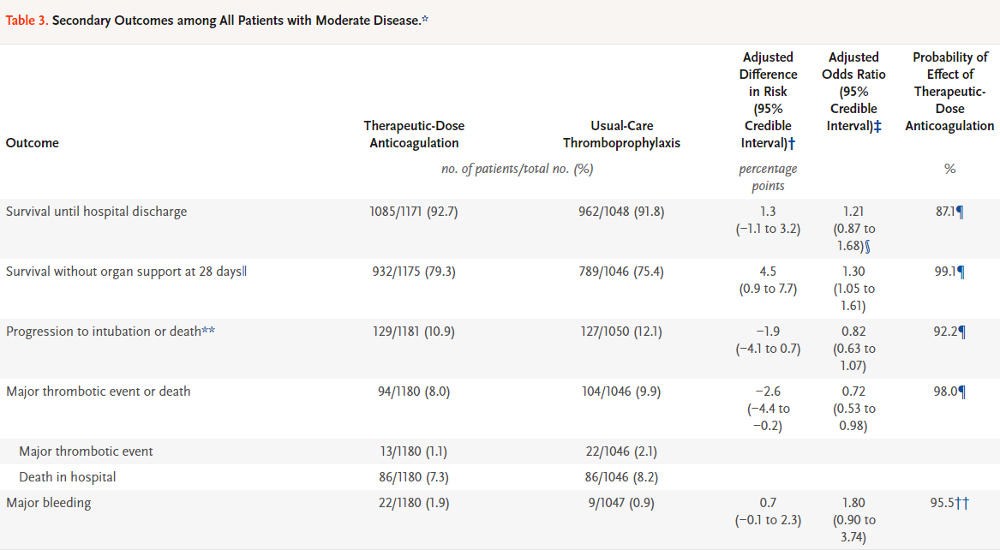 Table 3. Secondary Outcomes among All Patients with Moderate Disease.*
Outcome
Therapeutic-Dose
Anticoagulation
Usual-Care
Thromboprophylaxis
Adjusted
Difference
in Risk
(95%
Credible
Interval)†
Adjusted
Odds Ratio
(95%
Credible
Interval)‡
Probability of
Effect of
Therapeutic-
Dose
Anticoagulation
no. of patients/total no. (%)
percentage
points
%
Survival until hospital discharge
1085/1171 (92.7)
962/1048 (91.8)
1.3
(−1.1 to 3.2)
1.21
(0.87 to
1.68)§
87.1¶
Survival without organ support at 28 days‖
932/1175 (79.3)
789/1046 (75.4)
4.5
(0.9 to 7.7)
1.30
(1.05 to
1.61)
99.1¶
Progression to intubation or death**
129/1181 (10.9)
127/1050 (12.1)
−1.9
(−4.1 to 0.7)
0.82
(0.63 to
1.07)
92.2¶
Major thrombotic event or death
94/1180 (8.0)
104/1046 (9.9)
−2.6
(−4.4 to
−0.2)
0.72
(0.53 to
0.98)
98.0¶
Major thrombotic event
13/1180 (1.1)
22/1046 (2.1)
Death in hospital
86/1180 (7.3)
86/1046 (8.2)
Major bleeding
22/1180 (1.9)
9/1047 (0.9)
0.7
(−0.1 to 2.3)
1.80
(0.90 to
3.74)
95.5††